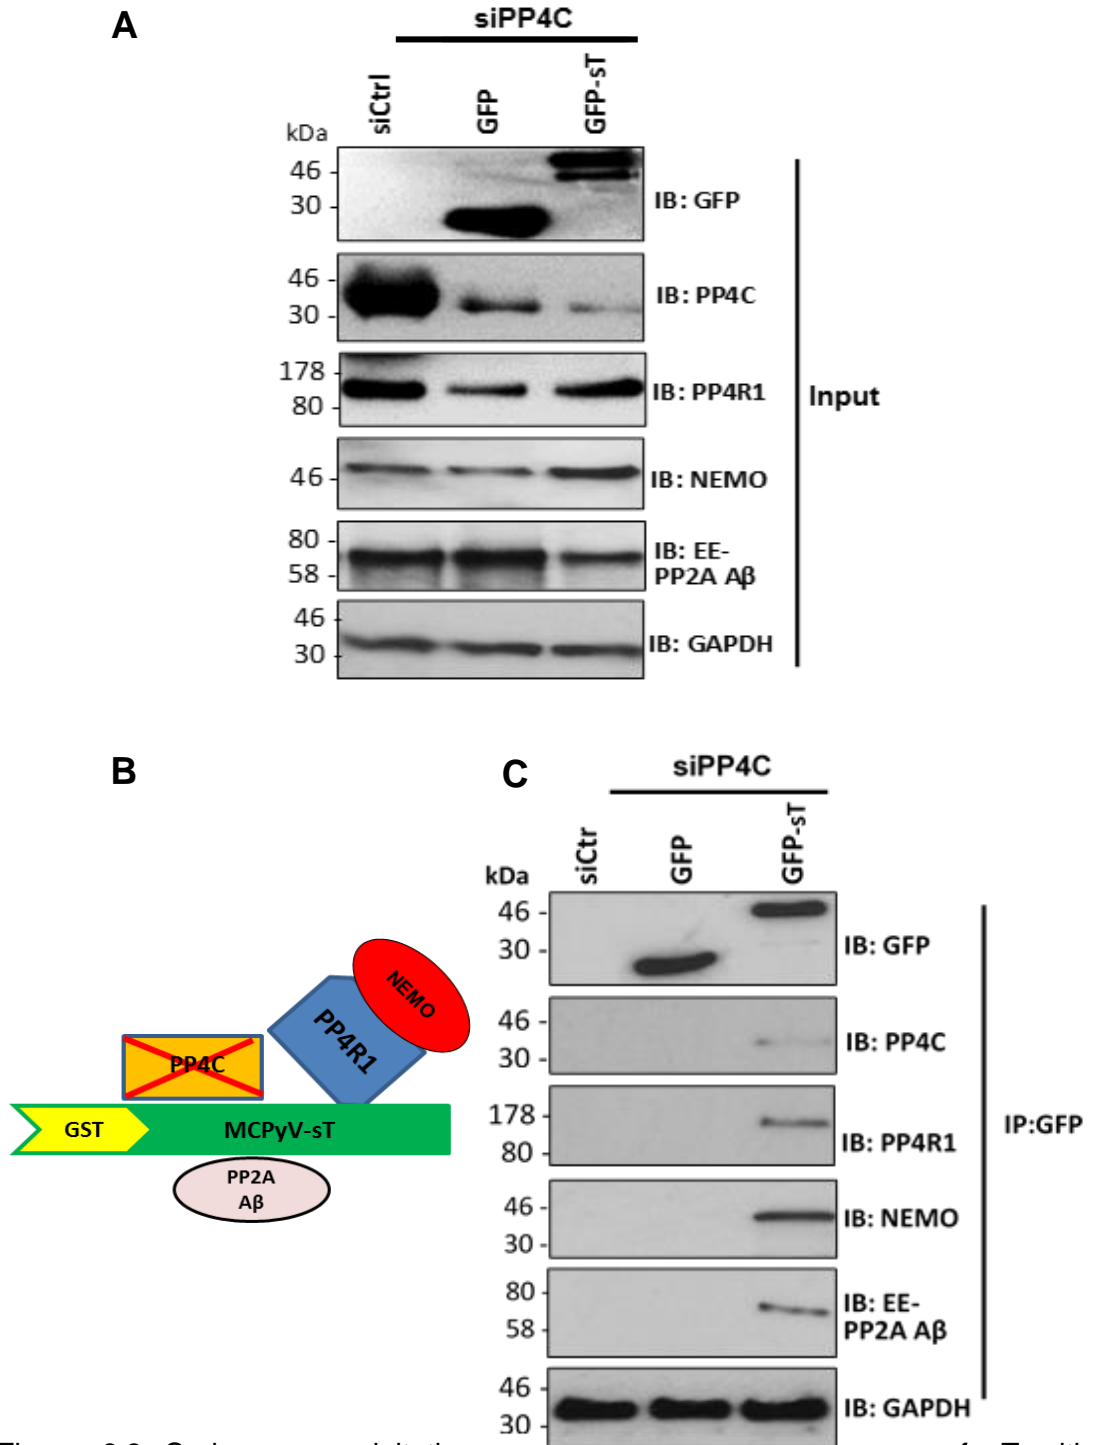 A
siPP4C
siCtrl
GFP
GFP-sT
kDa
46 -
30 -
IB: GFP
46 -
30 -
IB: PP4C
178 -
80 -
IB: PP4R1
46 -
IB: NEMO
80 -
58 -
IB: EE-
PP2A Aβ
46 -
30 -
IB: GAPDH
Input
B
PP4C
PP4R1
NEMO
GST
MCPyV-sT
PP2A
Aβ
C
siPP4C
siCtr
GFP
GFP-sT
kDa
46 -
30 -
IB: GFP
46 -
30 -
IB: PP4C
178 -
80 -
IB: PP4R1
46 -
30 -
IB: NEMO
80 -
58 -
IB: EE-
PP2A Aβ
46 -
30 -
IB: GAPDH
IP:GFP